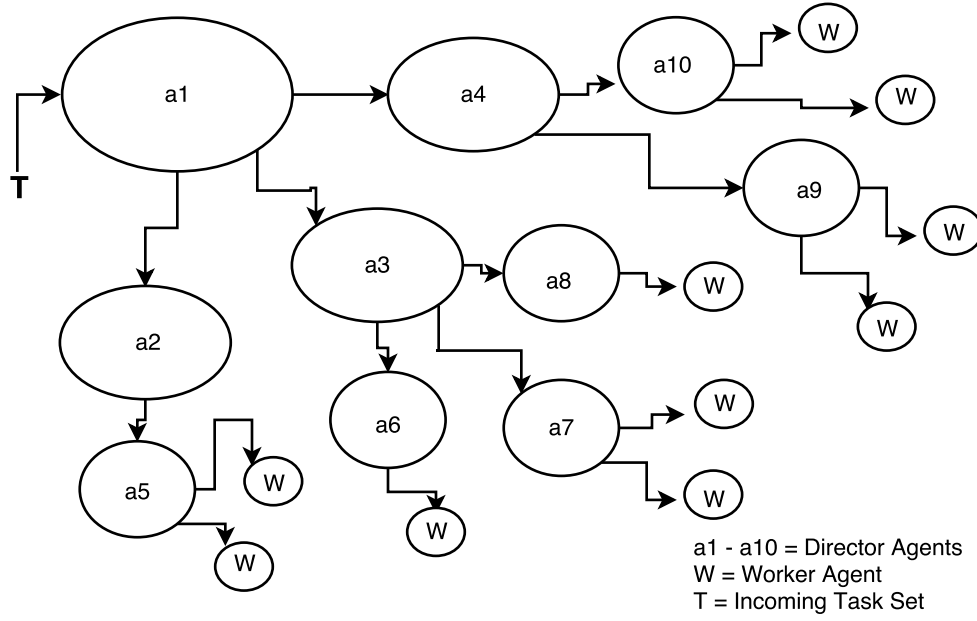 a1
a4
a10
W
W
T
a9
W
a3
a8
W
W
a2
a6
a7
W
a5
W
W
W
W
a1 - a10 = Director Agents
W = Worker Agent
T = Incoming Task Set